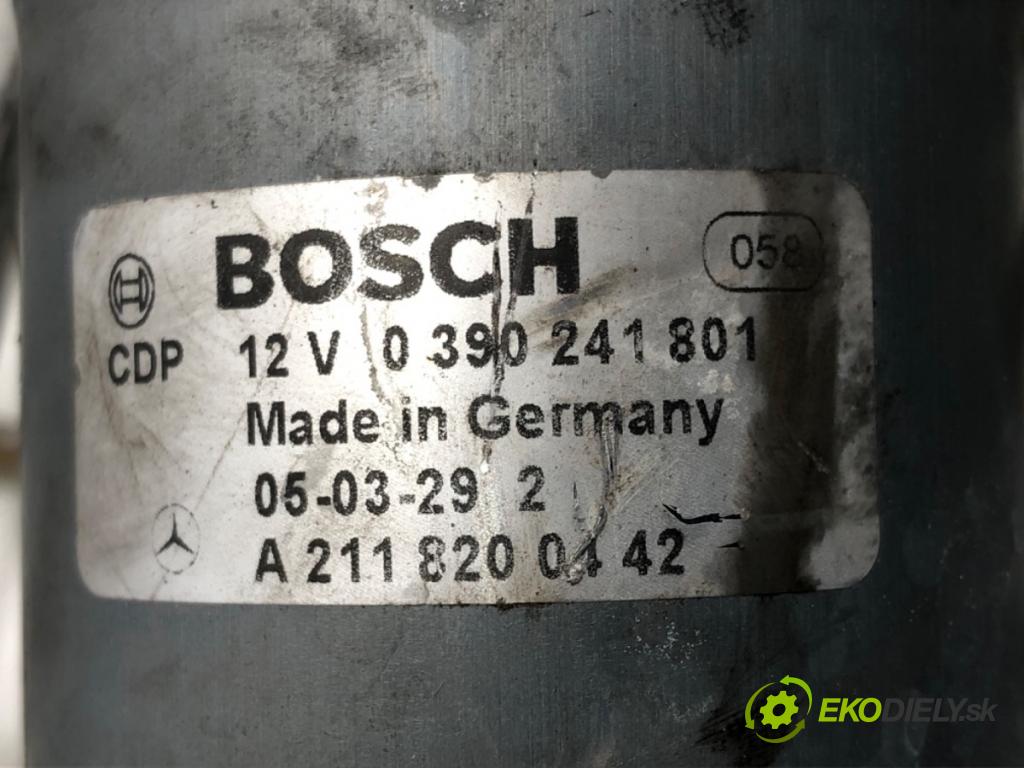 BOSCH 058
CDP 12 V 0 390 241 801
Made in Germany
05-03-29 2
A 211 820 04 42
EKODIELY.sk